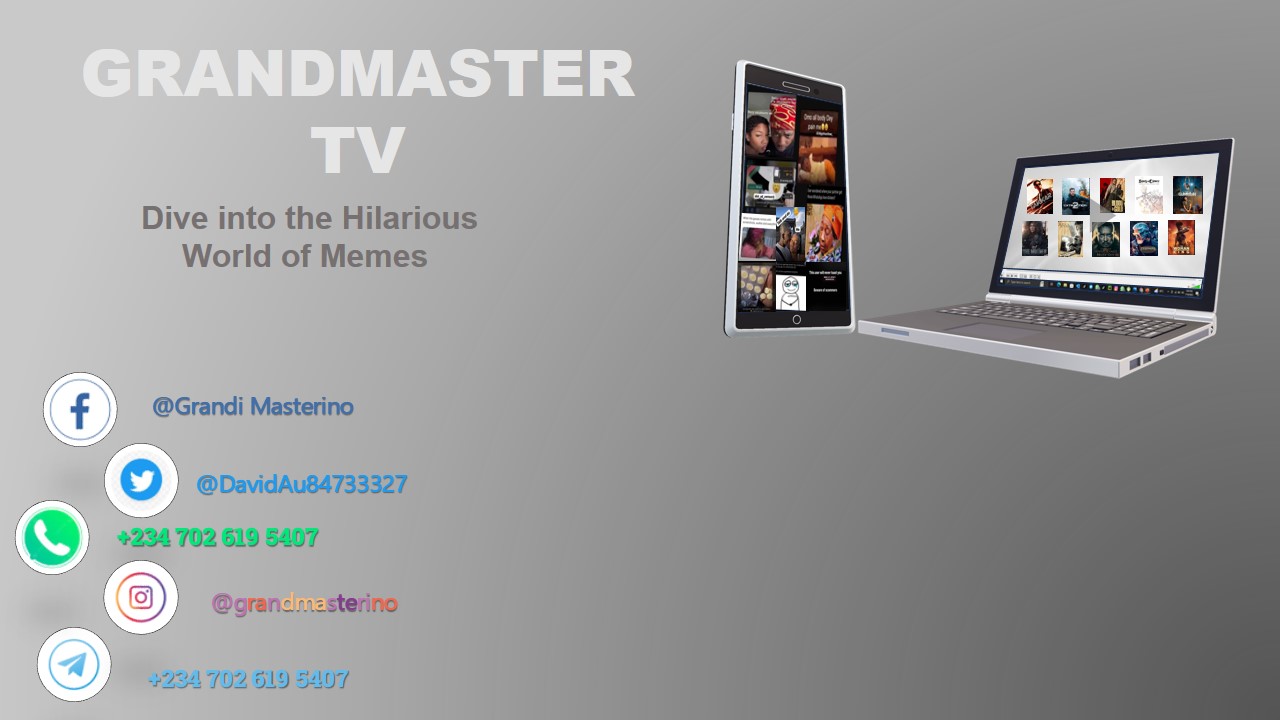 GRANDMASTER
TV
Dive into the Hilarious
World of Memes
@Grandi Masterino
@DavidAu84733327
+234 702 619 5407
@grandmasterino
+234 702 619 5407